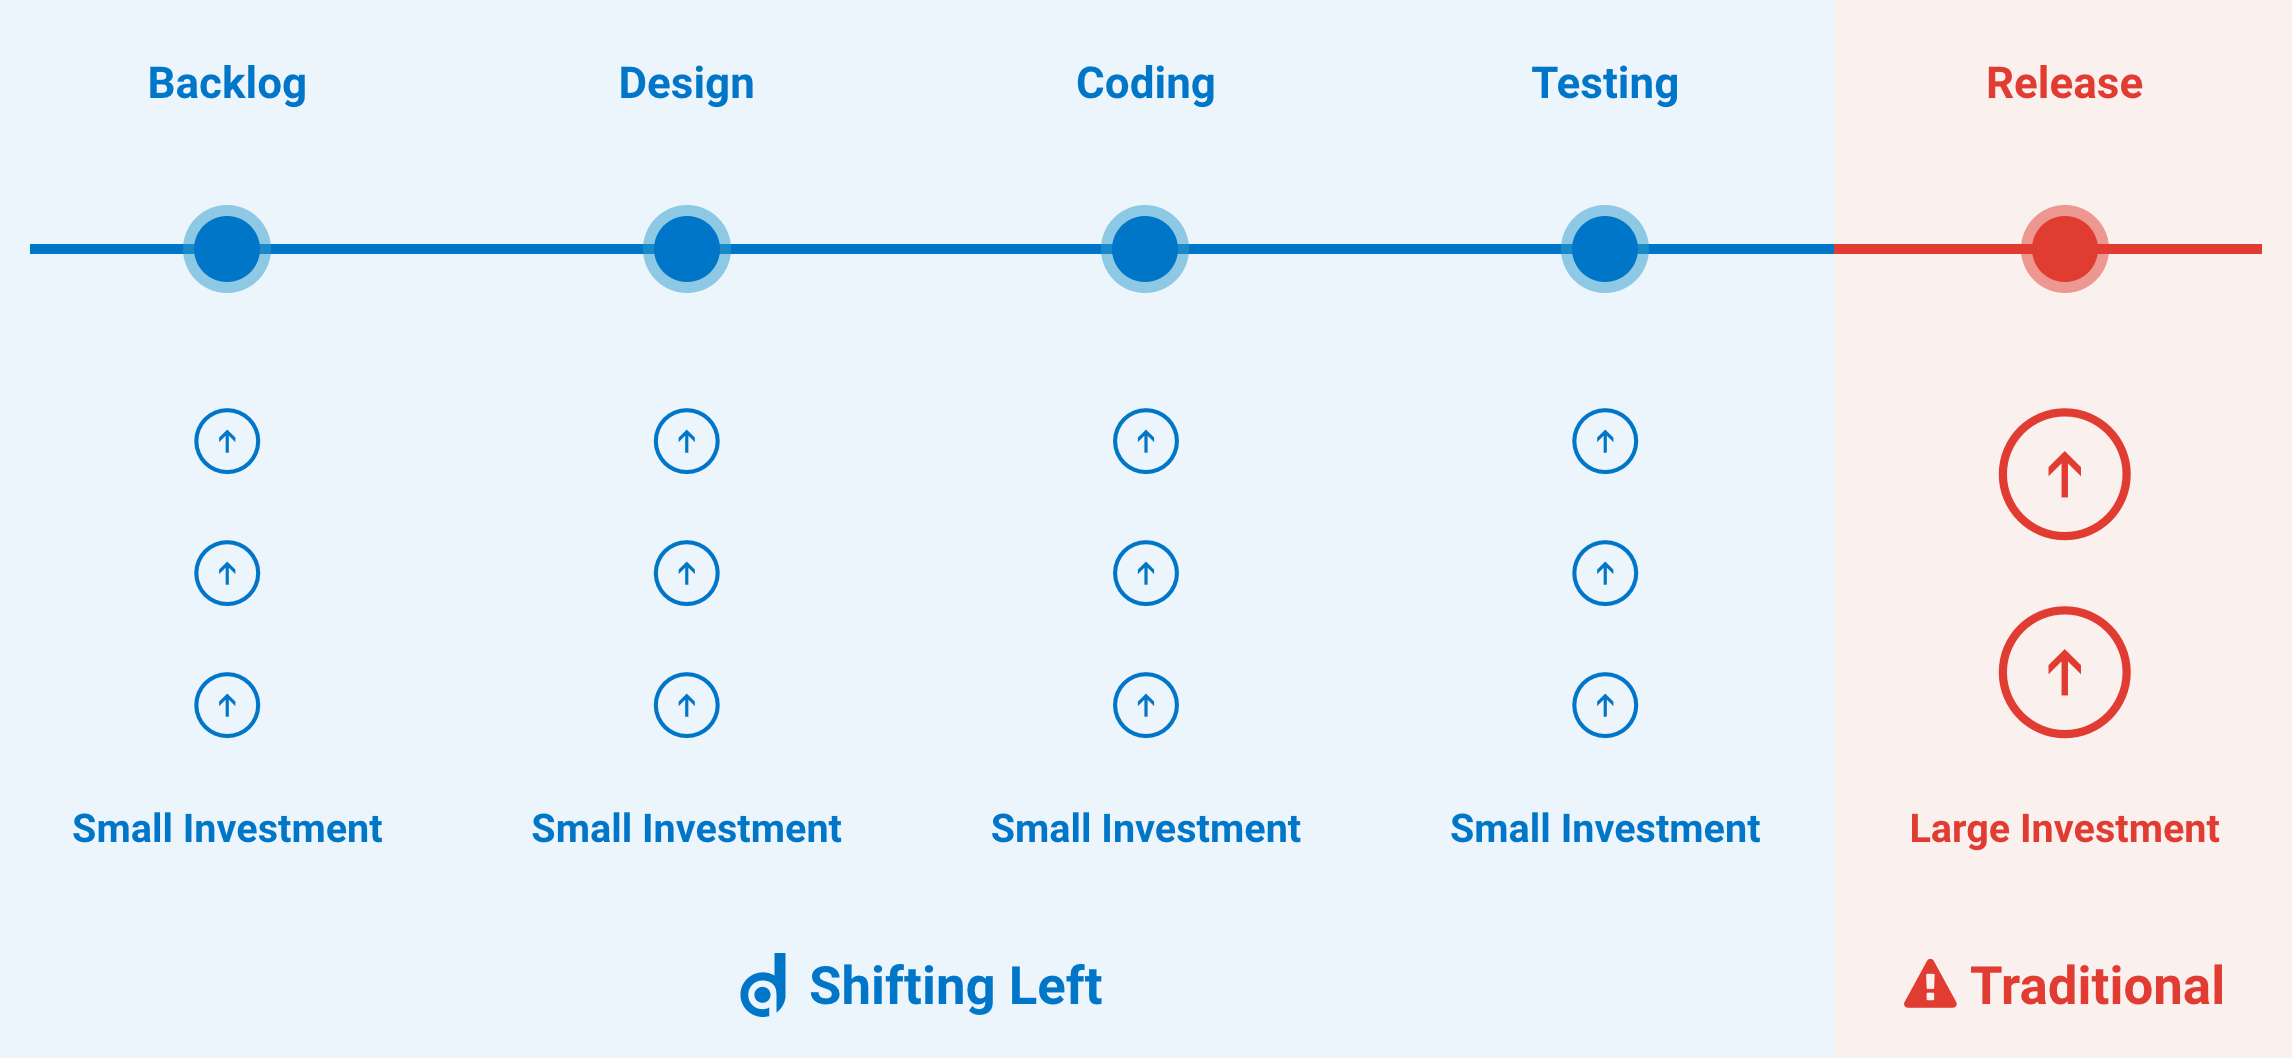 Backlog
Design
Coding
Testing
Release
Small Investment
Small Investment
Small Investment
Small Investment
Large Investment
Shifting Left
Traditional